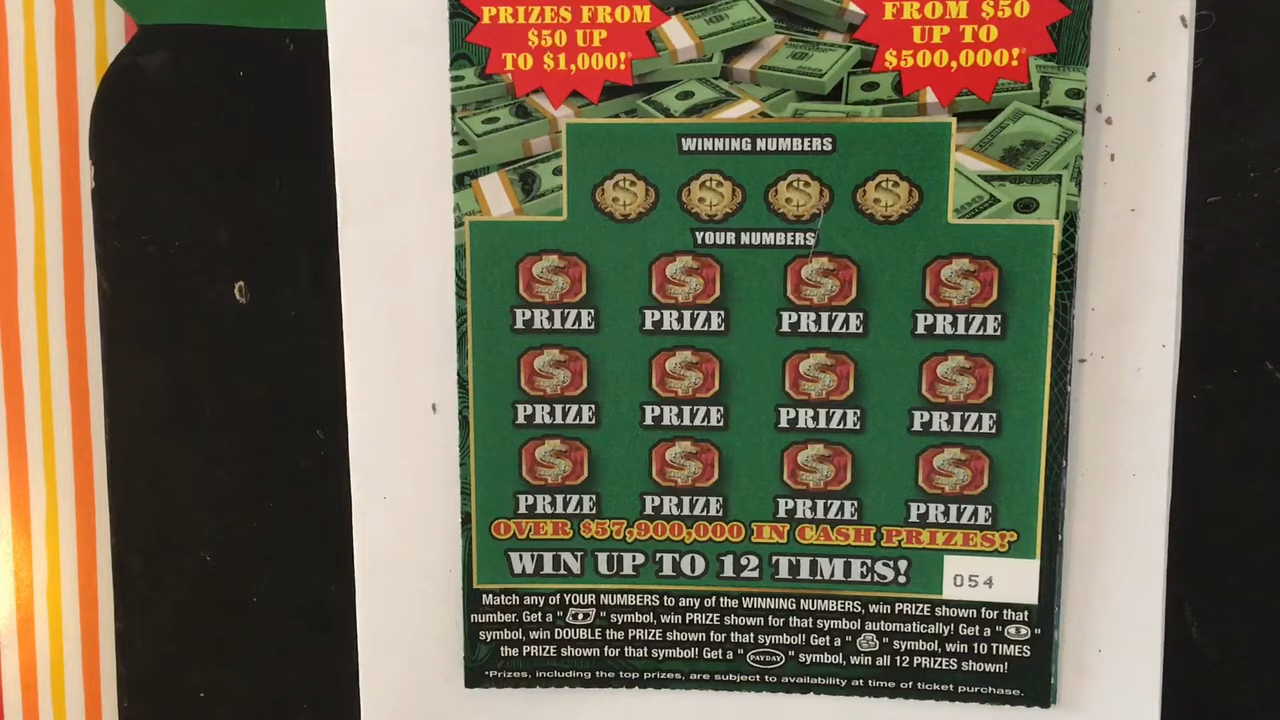 PRIZES FROM
$50 UP
TO $1,000!*
FROM $50
UP TO
$500,000!*
WINNING NUMBERS
YOUR NUMBERS
PRIZE PRIZE PRIZE PRIZE
PRIZE PRIZE PRIZE PRIZE
PRIZE PRIZE PRIZE PRIZE
OVER $57,900,000 IN CASH PRIZES!*
WIN UP TO 12 TIMES!
054
Match any of YOUR NUMBERS to any of the WINNING NUMBERS, win PRIZE shown for that
number. Get a " " symbol, win PRIZE shown for that symbol automatically! Get a " "
symbol, win DOUBLE the PRIZE shown for that symbol! Get a " " symbol, win 10 TIMES
the PRIZE shown for that symbol! Get a " PAYDAY " symbol, win all 12 PRIZES shown!
*Prizes, including the top prizes, are subject to availability at time of ticket purchase.